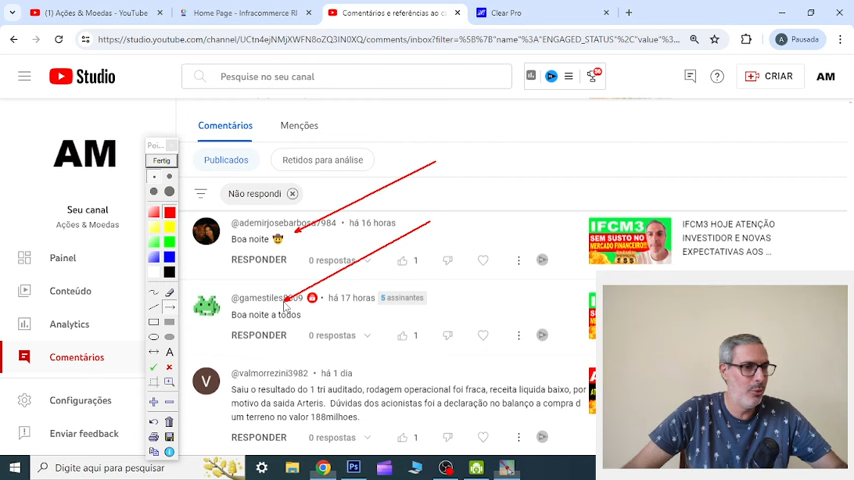 (1) Ações & Moedas - YouTube
Home Page - Infracommerce RI
Comentários e referências ao c
Clear Pro
https://studio.youtube.com/channel/UCtn4ejNMjXWFN8oZQ3IN0XQ/comments/inbox?filter=%5B%7B"name"%3A"ENGAGED_STATUS"%2C"value"%...
A Pausada
Studio
Pesquise no seu canal
CRIAR
AM
Comentários
Menções
AM
Poi...
Fertig
Publicados
Retidos para análise
Não respondi
Seu canal
Ações & Moedas
Painel
Conteúdo
Analytics
Comentários
Configurações
Enviar feedback
A
@ademirjosebarbosa7984 • há 16 horas
Boa noite 🤠
RESPONDER
0 respostas
1
IFCM3
SEM SUSTO NO
MERCADO FINANCEIRO!!
IFCM3 HOJE ATENÇÃO
INVESTIDOR E NOVAS
EXPECTATIVAS AO ...
• há 17 horas
5 assinantes
Boa noite a todos
RESPONDER
0 respostas
1
V
@valmorrezini3982 • há 1 dia
Saiu o resultado do 1 tri auditado, rodagem operacional foi fraca, receita liquida baixo, por
motivo da saida Arteris. Dúvidas dos acionistas foi a declaração no balanço a compra d
um terreno no valor 188milhoes.
RESPONDER
0 respostas
1
Digite aqui para pesquisar